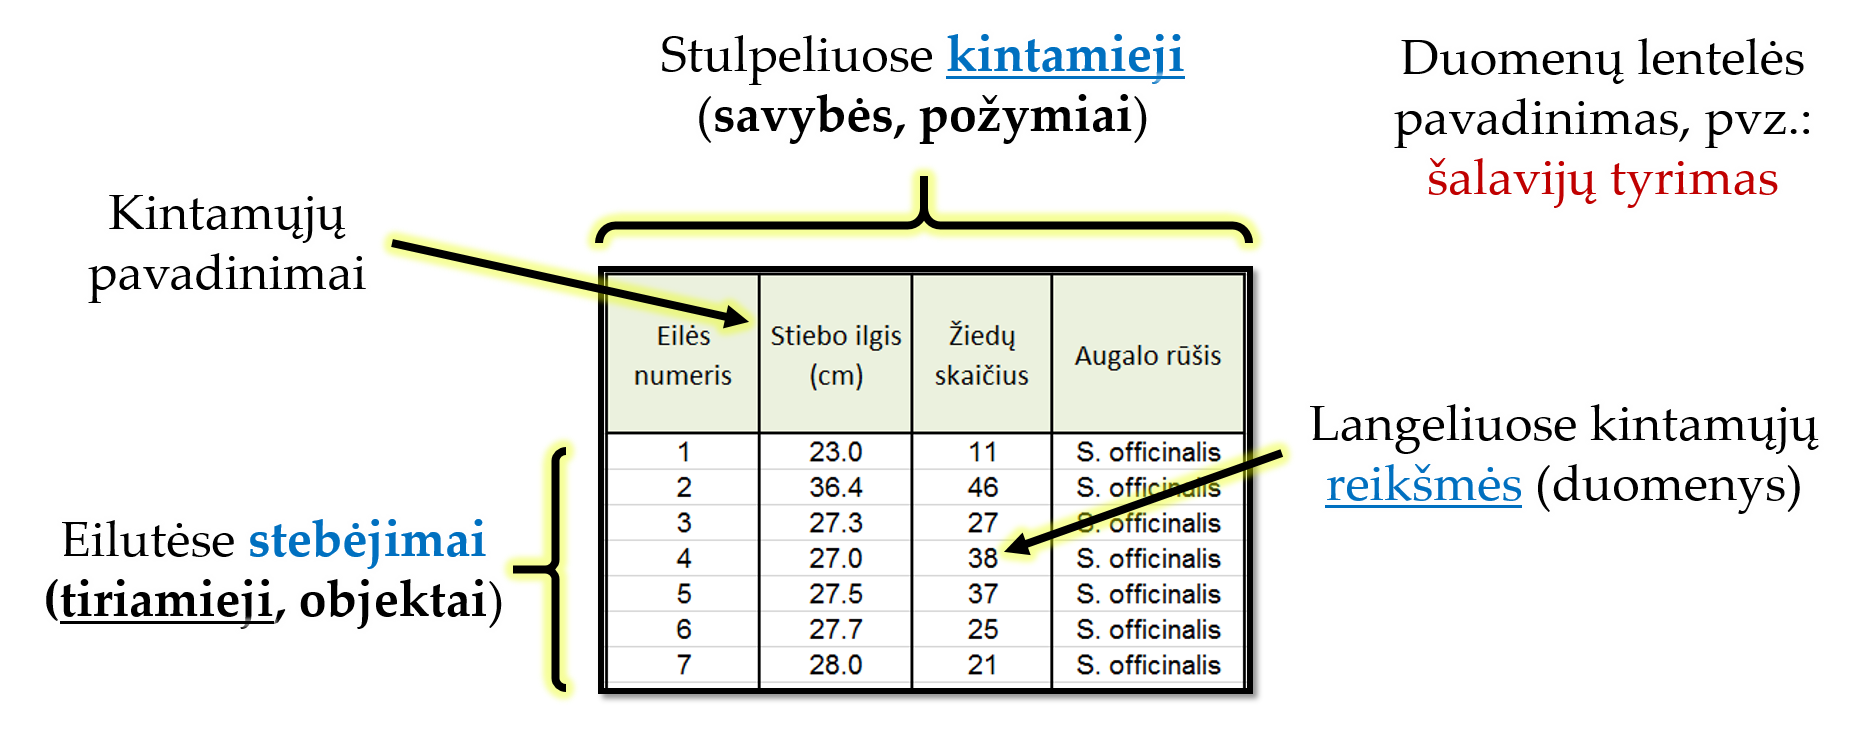 Stulpeliuose kintamieji
(savybės, požymiai)
Duomenų lentelės
pavadinimas, pvz.:
šalavijų tyrimas
Kintamųjų
pavadinimai
Eilės numeris	Stiebo ilgis (cm)	Žiedų skaičius	Augalo rūšis
1	23.0	11	S. officinalis
2	36.4	46	S. officinalis
3	27.3	27	S. officinalis
4	27.0	38	S. officinalis
5	27.5	37	S. officinalis
6	27.7	25	S. officinalis
7	28.0	21	S. officinalis
Langeliuose kintamųjų
reikšmės (duomenys)
Eilutėse stebėjimai
(tiriamieji, objektai)